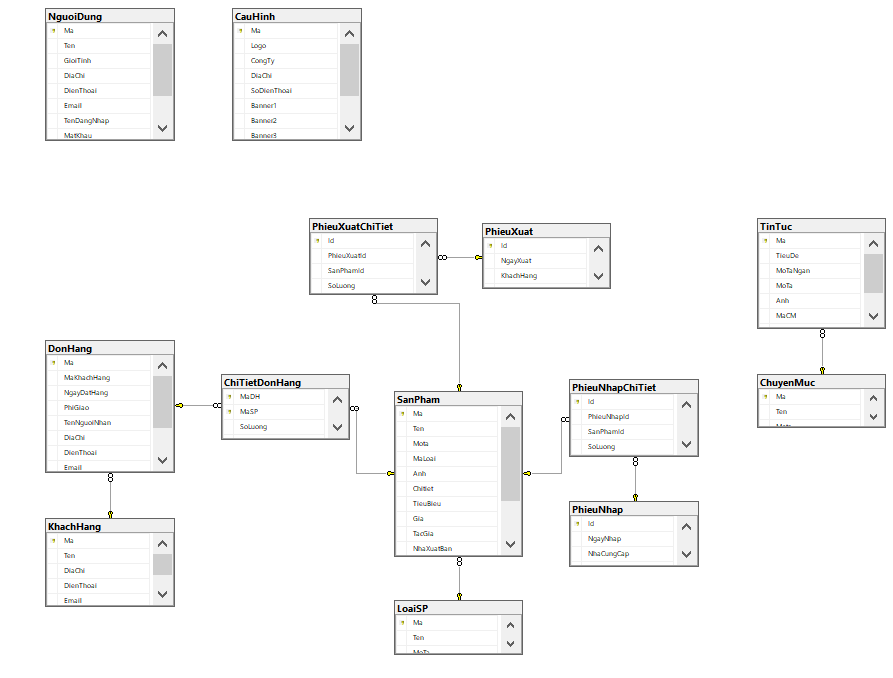 NguoiDung
Ma
Ten
GioiTinh
DiaChi
DienThoai
Email
TenDangNhap
MatKhau
CauHinh
Ma
Logo
CongTy
DiaChi
SoDienThoai
Banner1
Banner2
Banner3
PhieuXuatChiTiet
Id
PhieuXuatId
SanPhamId
SoLuong
PhieuXuat
Id
NgayXuat
KhachHang
TinTuc
Ma
TieuDe
MoTaNgan
MoTa
Anh
MaCM
DonHang
Ma
MaKhachHang
NgayDatHang
PhiGiao
TenNguoiNhan
DiaChi
DienThoai
Email
ChiTietDonHang
MaDH
MaSP
SoLuong
SanPham
Ma
Ten
Mota
MaLoai
Anh
Chitiet
TieuBieu
Gia
TacGia
NhaXuatBan
PhieuNhapChiTiet
Id
PhieuNhapId
SanPhamId
SoLuong
ChuyenMuc
Ma
Ten
PhieuNhap
Id
NgayNhap
NhaCungCap
KhachHang
Ma
Ten
DiaChi
DienThoai
Email
LoaiSP
Ma
Ten
MoTa